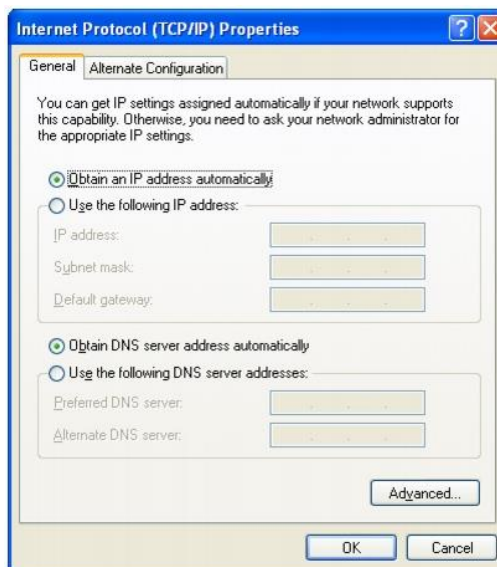 Internet Protocol (TCP/IP) Properties
General
Alternate Configuration
You can get IP settings assigned automatically if your network supports
this capability. Otherwise, you need to ask your network administrator for
the appropriate IP settings.
Obtain an IP address automatically
Use the following IP address:
IP address:
Subnet mask:
Default gateway:
Obtain DNS server address automatically
Use the following DNS server addresses:
Preferred DNS server:
Alternate DNS server:
Advanced...
OK
Cancel